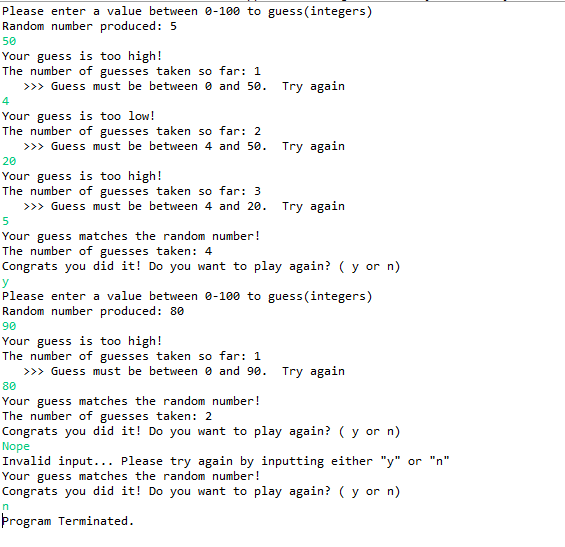 Please enter a value between 0-100 to guess(integers)
Random number produced: 5
50
Your guess is too high!
The number of guesses taken so far: 1
   >>> Guess must be between 0 and 50.  Try again
4
Your guess is too low!
The number of guesses taken so far: 2
   >>> Guess must be between 4 and 50.  Try again
20
Your guess is too high!
The number of guesses taken so far: 3
   >>> Guess must be between 4 and 20.  Try again
5
Your guess matches the random number!
The number of guesses taken: 4
Congrats you did it! Do you want to play again? ( y or n)
y
Please enter a value between 0-100 to guess(integers)
Random number produced: 80
90
Your guess is too high!
The number of guesses taken so far: 1
   >>> Guess must be between 0 and 90.  Try again
80
Your guess matches the random number!
The number of guesses taken: 2
Congrats you did it! Do you want to play again? ( y or n)
Nope
Invalid input... Please try again by inputting either "y" or "n"
Your guess matches the random number!
Congrats you did it! Do you want to play again? ( y or n)
n
Program Terminated.